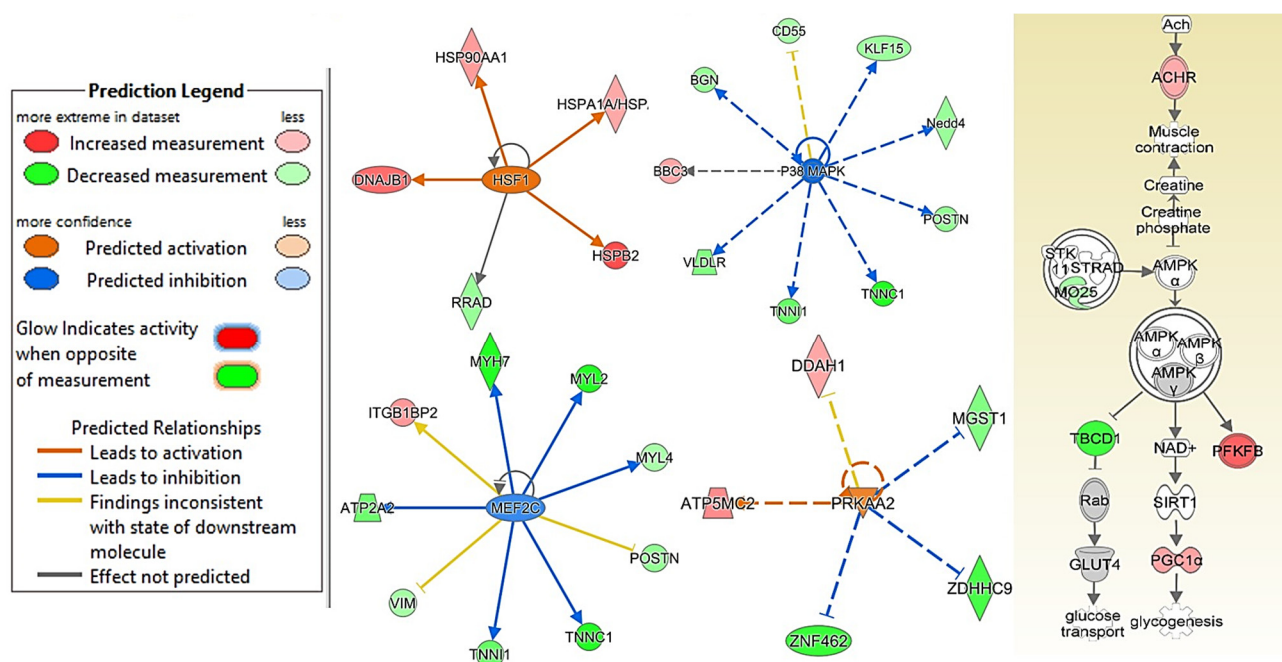 Prediction Legend
more extreme in dataset
less
Increased measurement
Decreased measurement
more confidence
less
Predicted activation
Predicted inhibition
Glow Indicates activity
when opposite
of measurement
Predicted Relationships
Leads to activation
Leads to inhibition
Findings inconsistent
with state of downstream
molecule
Effect not predicted
HSP90AA1
HSPA1A/HSP.
DNAJB1
HSF1
HSPB2
RRAD
CD55
KLF15
BGN
Nedd4
BBC3
P38 MAPK
POSTN
VLDLR
TNNI1
TNNC1
MYH7
MYL2
ITGB1BP2
MYL4
ATP2A2
MEF2C
POSTN
VIM
TNNI1
TNNC1
DDAH1
MGST1
ATP5MC2
PRKAA2
ZDHHC9
ZNF462
Ach
ACHR
Muscle
contraction
Creatine
Creatine
phosphate
STK
11
STRAD
MO25
AMPK
α
AMPK
α
AMPK
β
AMPK
γ
TBCD1
NAD+
PFKFB
Rab
SIRT1
GLUT4
PGC1α
glucose
transport
glycogenesis